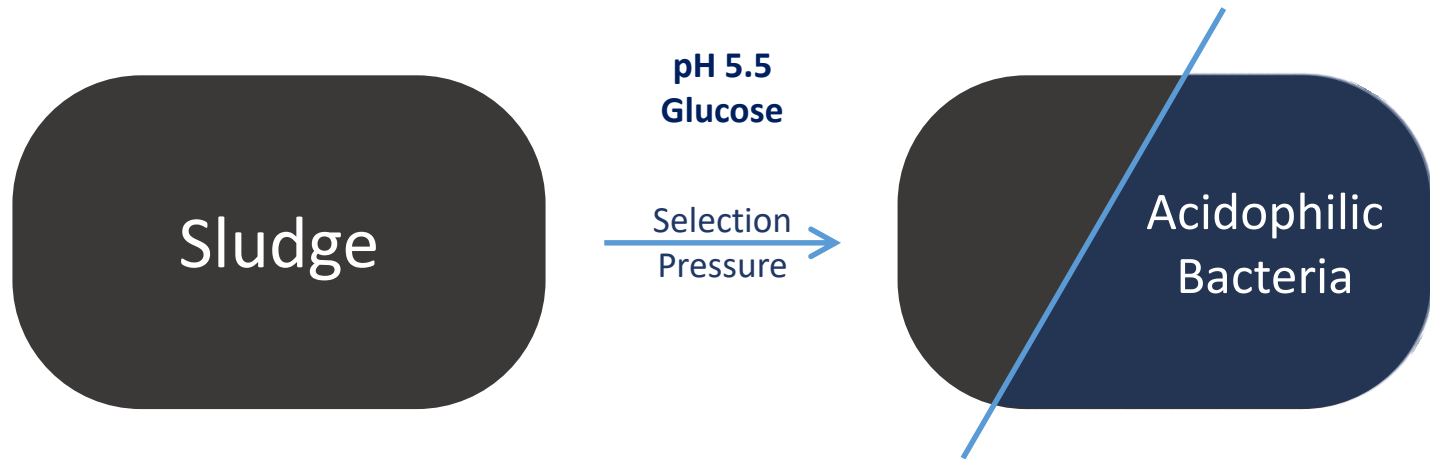 Sludge
pH 5.5
Glucose
Selection
Pressure
Acidophilic
Bacteria